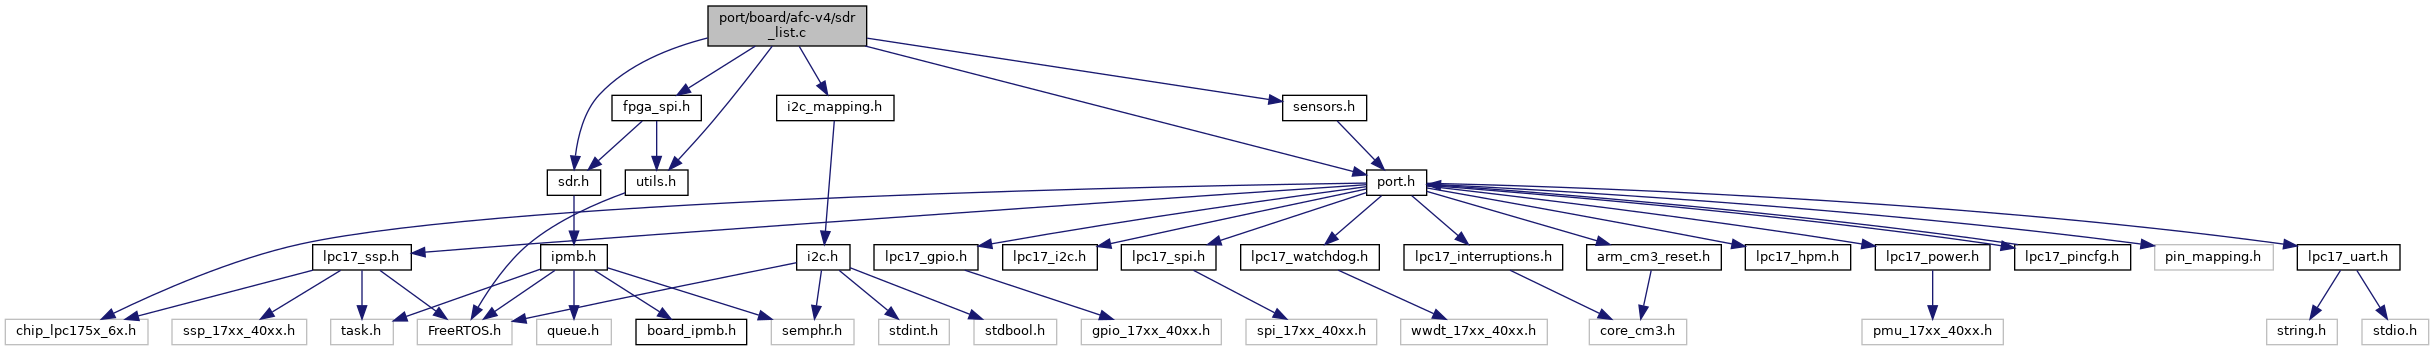 port/board/afc-v4/sdr
_list.c
fpga_spi.h
i2c_mapping.h
sensors.h
sdr.h
utils.h
port.h
lpc17_ssp.h
ipmb.h
i2c.h
lpc17_gpio.h
lpc17_i2c.h
lpc17_spi.h
lpc17_watchdog.h
lpc17_interruptions.h
arm_cm3_reset.h
lpc17_hpm.h
lpc17_power.h
lpc17_pincfg.h
pin_mapping.h
lpc17_uart.h
chip_lpc175x_6x.h
ssp_17xx_40xx.h
task.h
FreeRTOS.h
queue.h
board_ipmb.h
semphr.h
stdint.h
stdbool.h
gpio_17xx_40xx.h
spi_17xx_40xx.h
wwdt_17xx_40xx.h
core_cm3.h
pmu_17xx_40xx.h
string.h
stdio.h